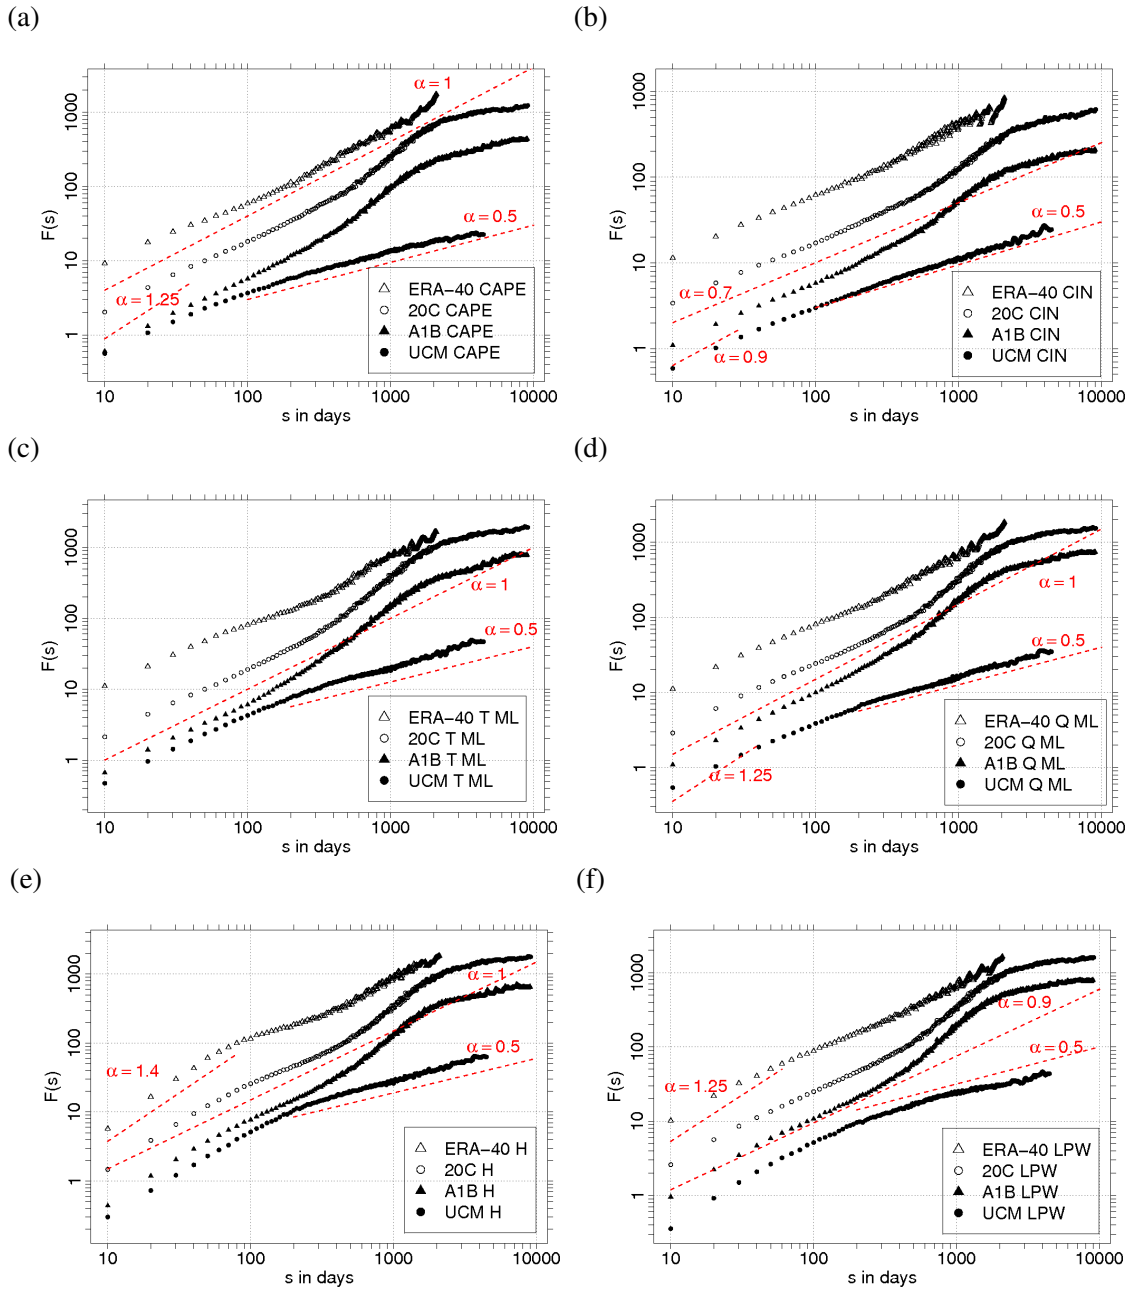 (a)
α = 1
1000
100
F(s)
10
1
α = 0.5
α = 1.25
ERA−40 CAPE
20C CAPE
A1B CAPE
UCM CAPE
10
100
1000
10000
s in days
(b)
1000
100
F(s)
10
1
α = 0.5
α = 0.7
α = 0.9
ERA−40 CIN
20C CIN
A1B CIN
UCM CIN
10
100
1000
10000
s in days
(c)
1000
100
F(s)
10
1
α = 1
α = 0.5
ERA−40 T ML
20C T ML
A1B T ML
UCM T ML
10
100
1000
10000
s in days
(d)
1000
100
F(s)
10
1
α = 1
α = 0.5
α = 1.25
ERA−40 Q ML
20C Q ML
A1B Q ML
UCM Q ML
10
100
1000
10000
s in days
(e)
1000
100
F(s)
10
1
α = 1
α = 0.5
α = 1.4
ERA−40 H
20C H
A1B H
UCM H
10
100
1000
10000
s in days
(f)
1000
100
F(s)
10
1
α = 0.9
α = 0.5
α = 1.25
ERA−40 LPW
20C LPW
A1B LPW
UCM LPW
10
100
1000
10000
s in days